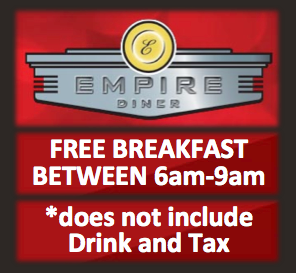 E
EMPIRE
DINER
FREE BREAKFAST
BETWEEN 6am-9am
*does not include
Drink and Tax